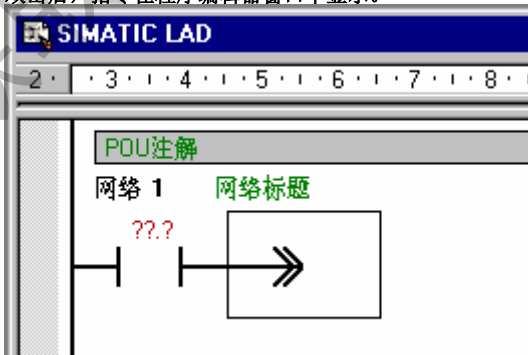 SIMATIC LAD
2 · · 3 · ı · 4 · ı · 5 · ı · 6 · ı · 7 · ı · 8 ·
POU注解
网络 1 网络标题
??.?